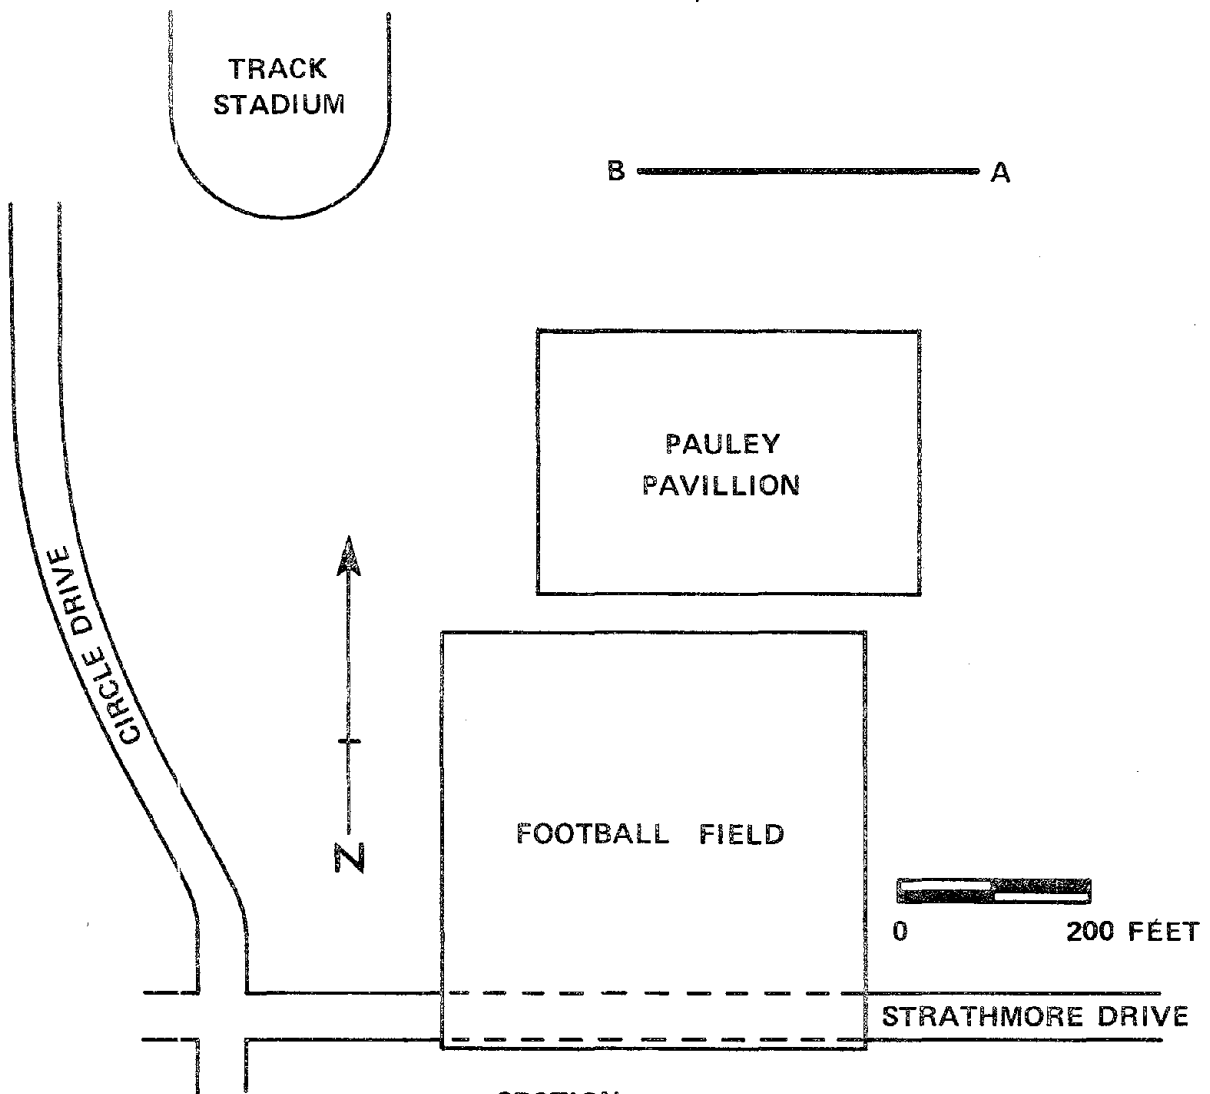 TRACK
STADIUM
B A
PAULEY
PAVILLION
CIRCLE DRIVE
N
FOOTBALL FIELD
0 200 FEET
STRATHMORE DRIVE